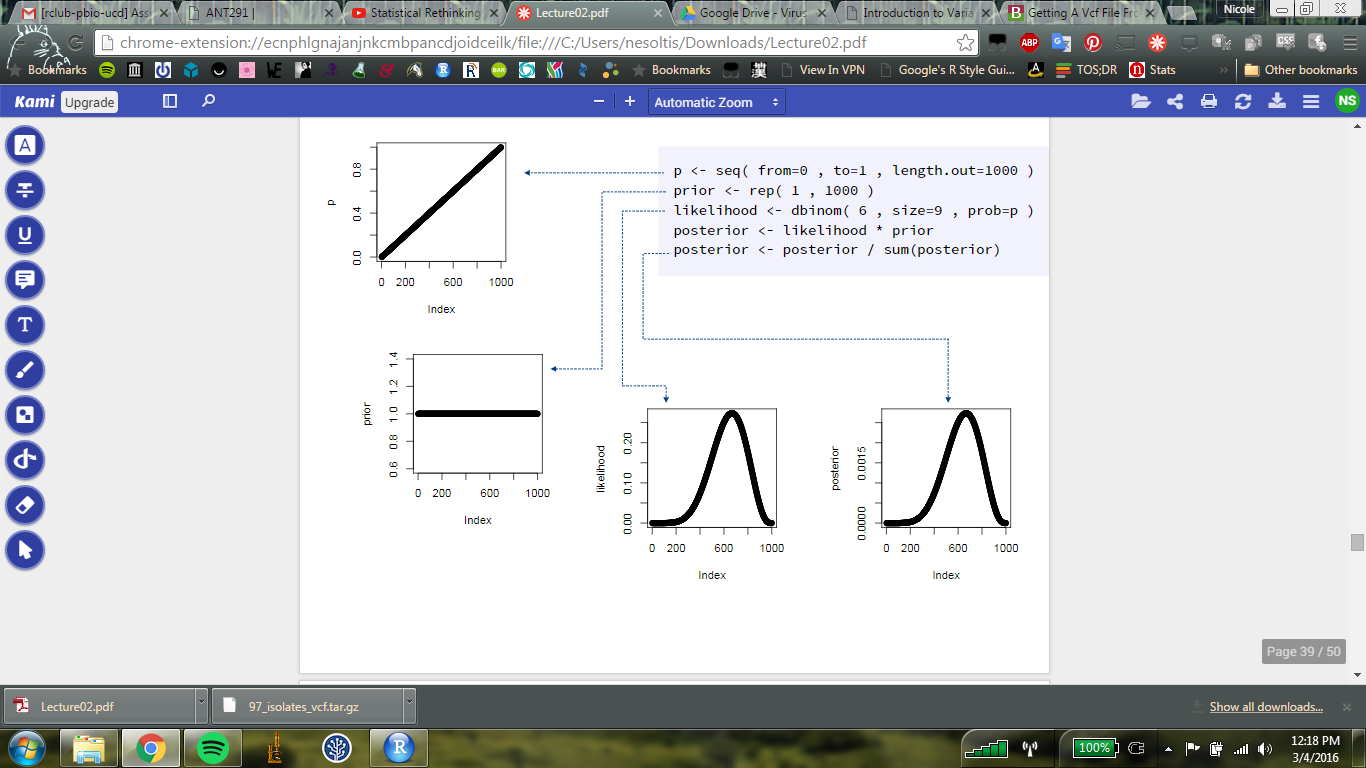 [rclub-pbio-ucd] Ass
ANT291 |
Statistical Rethinking
Lecture02.pdf
Google Drive - Virus
Introduction to Varia
Getting A Vcf File Fro
Nicole
chrome-extension://ecnphlgnajanjnkcmbpancdjoidceilk/file:///C:/Users/nesoltis/Downloads/Lecture02.pdf
Bookmarks
Bookmarks
View In VPN
Google's R Style Gui...
TOS;DR
Stats
Other bookmarks
Kami
Upgrade
Automatic Zoom
NS
p <- seq( from=0 , to=1 , length.out=1000 )
prior <- rep( 1 , 1000 )
likelihood <- dbinom( 6 , size=9 , prob=p )
posterior <- likelihood * prior
posterior <- posterior / sum(posterior)
p
0.0 0.4 0.8
0 200 600 1000
Index
prior
0.6 0.8 1.0 1.2 1.4
0 200 600 1000
Index
likelihood
0.00 0.10 0.20
0 200 600 1000
Index
posterior
0.0000 0.0015
0 200 600 1000
Index
Page 39 / 50
Lecture02.pdf
97_isolates_vcf.tar.gz
Show all downloads...
100%
12:18 PM
3/4/2016